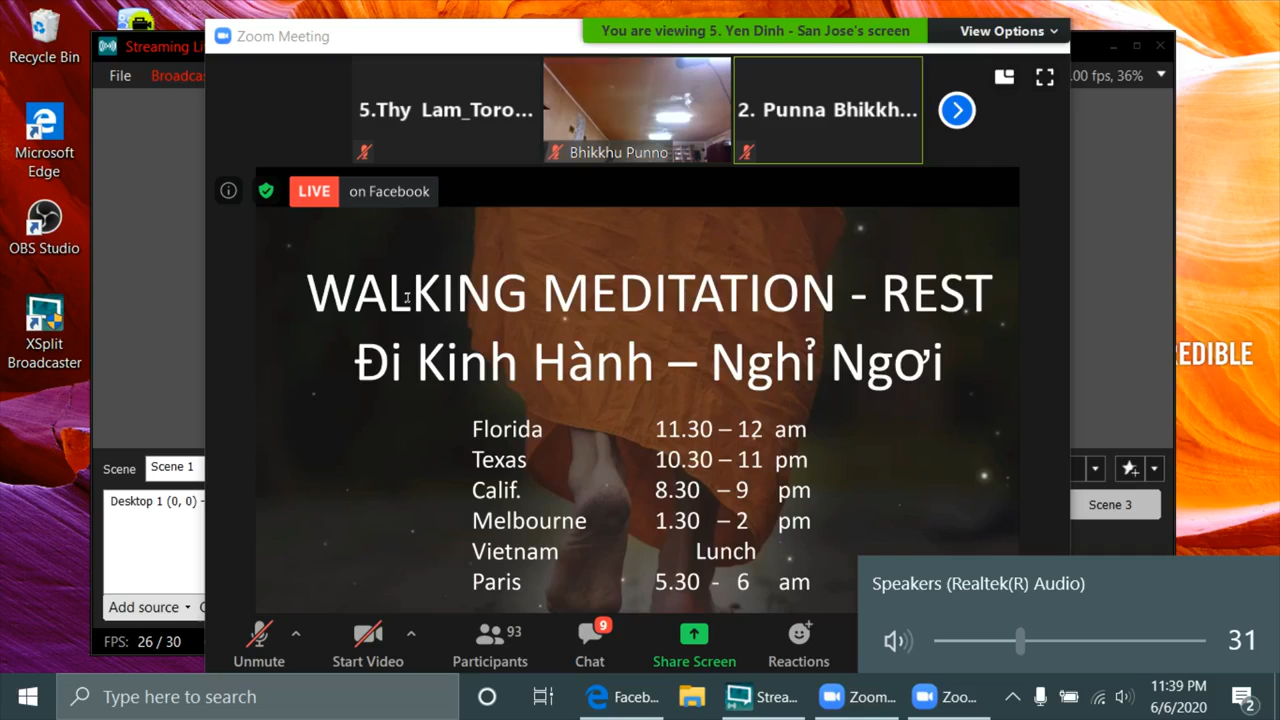 Recycle Bin
Microsoft
Edge
OBS Studio
XSplit
Broadcaster
Streaming Li
File
Broadcas
.00 fps, 36%
Zoom Meeting
You are viewing 5. Yen Dinh - San Jose's screen
View Options
5.Thy Lam_Toro...
Bhikkhu Punno
2. Punna Bhikkh...
LIVE on Facebook
WALKING MEDITATION - REST
Đi Kinh Hành – Nghỉ Ngơi
Florida 11.30 – 12 am
Texas 10.30 – 11 pm
Calif. 8.30 – 9 pm
Melbourne 1.30 – 2 pm
Vietnam Lunch
Paris 5.30 - 6 am
EDIBLE
Scene
Scene 1
Desktop 1 (0, 0) -
Scene 3
Add source
FPS: 26 / 30
Speakers (Realtek(R) Audio)
31
Unmute
Start Video
Participants 93
Chat 9
Share Screen
Reactions
Type here to search
Faceb...
Strea...
Zoom...
Zoo...
11:39 PM
6/6/2020
2